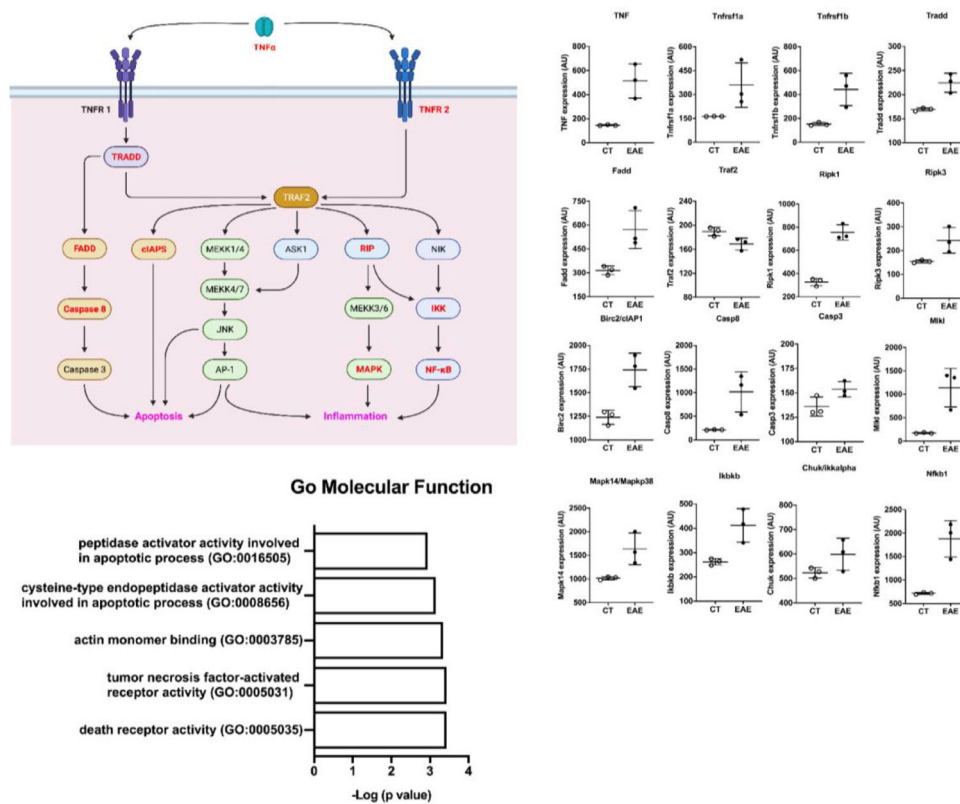 TNFα
TNFR 1
TNFR 2
TRADD
TRAF2
FADD
cIAPS
MEKK1/4
ASK1
RIP
NIK
MEKK4/7
Caspase 8
MEKK3/6
IKK
JNK
Caspase 3
AP-1
MAPK
NF-κB
Apoptosis
Inflammation
Go Molecular Function
peptidase activator activity involved
in apoptotic process (GO:0016505)
cysteine-type endopeptidase activator activity
involved in apoptotic process (GO:0008656)
actin monomer binding (GO:0003785)
tumor necrosis factor-activated
receptor activity (GO:0005031)
death receptor activity (GO:0005035)
0 1 2 3 4
-Log (p value)
TNF
TNF expression (AU)
800
600
400
200
0
CT EAE
Tnfrsf1a
Tnfrsf1a expression (AU)
600
450
300
150
0
CT EAE
Tnfrsf1b
Tnfrsf1b expression (AU)
800
600
400
200
0
CT EAE
Tradd
Tradd expression (AU)
300
250
200
150
100
CT EAE
Fadd
Fadd expression (AU)
750
600
450
300
150
CT EAE
Traf2
Traf2 expression (AU)
240
200
160
120
80
CT EAE
Ripk1
Ripk1 expression (AU)
1000
800
600
400
200
CT EAE
Ripk3
Ripk3 expression (AU)
400
300
200
100
0
CT EAE
Birc2/cIAP1
Birc2 expression (AU)
2000
1750
1500
1250
1000
CT EAE
Casp8
Casp8 expression (AU)
2000
1500
1000
500
0
CT EAE
Casp3
Casp3 expression (AU)
200
175
150
125
100
CT EAE
Mlkl
Mlkl expression (AU)
2000
1500
1000
500
0
CT EAE
Mapk14/Mapkp38
Mapk14 expression (AU)
2500
2000
1500
1000
500
CT EAE
Ikbkb
Ikbkb expression (AU)
500
400
300
200
100
CT EAE
Chuk/ikkalpha
Chuk expression (AU)
800
700
600
500
400
CT EAE
Nfkb1
Nfkb1 expression (AU)
2500
2000
1500
1000
500
CT EAE